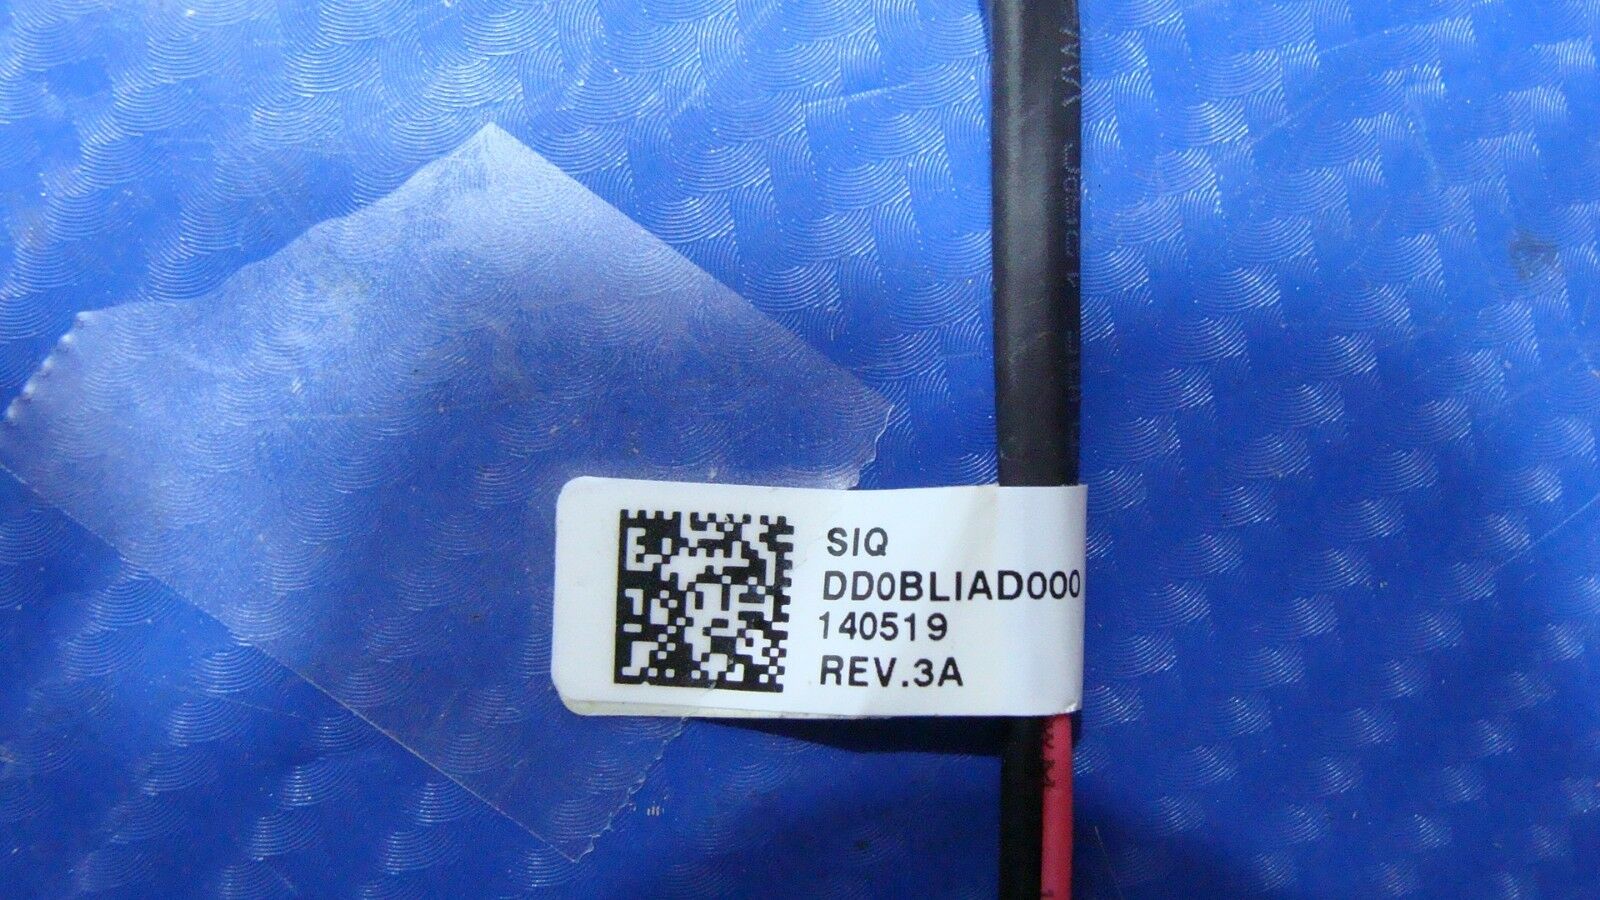 SIQ
DD0BLIAD000
140519
REV.3A